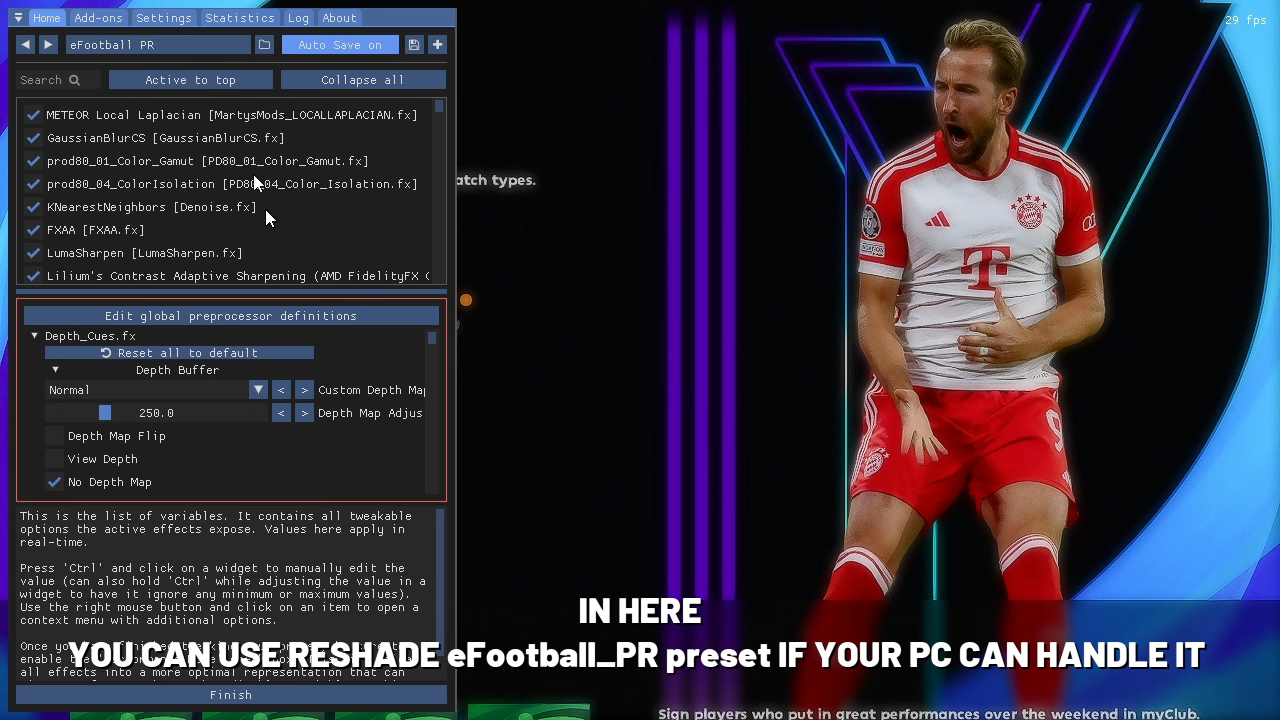 Home Add-ons Settings Statistics Log About
29 fps
eFootball PR Auto Save on
Search Active to top Collapse all
METEOR Local Laplacian [MartysMods_LOCALLAPLACIAN.fx]
GaussianBlurCS [GaussianBlurCS.fx]
prod80_01_Color_Gamut [PD80_01_Color_Gamut.fx]
prod80_04_ColorIsolation [PD80_04_Color_Isolation.fx]
atch types.
KNearestNeighbors [Denoise.fx]
FXAA [FXAA.fx]
LumaSharpen [LumaSharpen.fx]
Lilium's Contrast Adaptive Sharpening (AMD FidelityFX C
Edit global preprocessor definitions
Depth_Cues.fx
Reset all to default
Depth Buffer
Normal < > Custom Depth Map
250.0 < > Depth Map Adjus
Depth Map Flip
View Depth
No Depth Map
This is the list of variables. It contains all tweakable
options the active effects expose. Values here apply in
real-time.
Press 'Ctrl' and click on a widget to manually edit the
value (can also hold 'Ctrl' while adjusting the value in a
widget to have it ignore any minimum or maximum values).
Use the right mouse button and click on an item to open a
context menu with additional options.
Once yo
enable
all effects into a more optimal representation that can
Finish
IN HERE
YOU CAN USE RESHADE eFootball_PR preset IF YOUR PC CAN HANDLE IT
Sign players who put in great performances over the weekend in myClub.
T
9